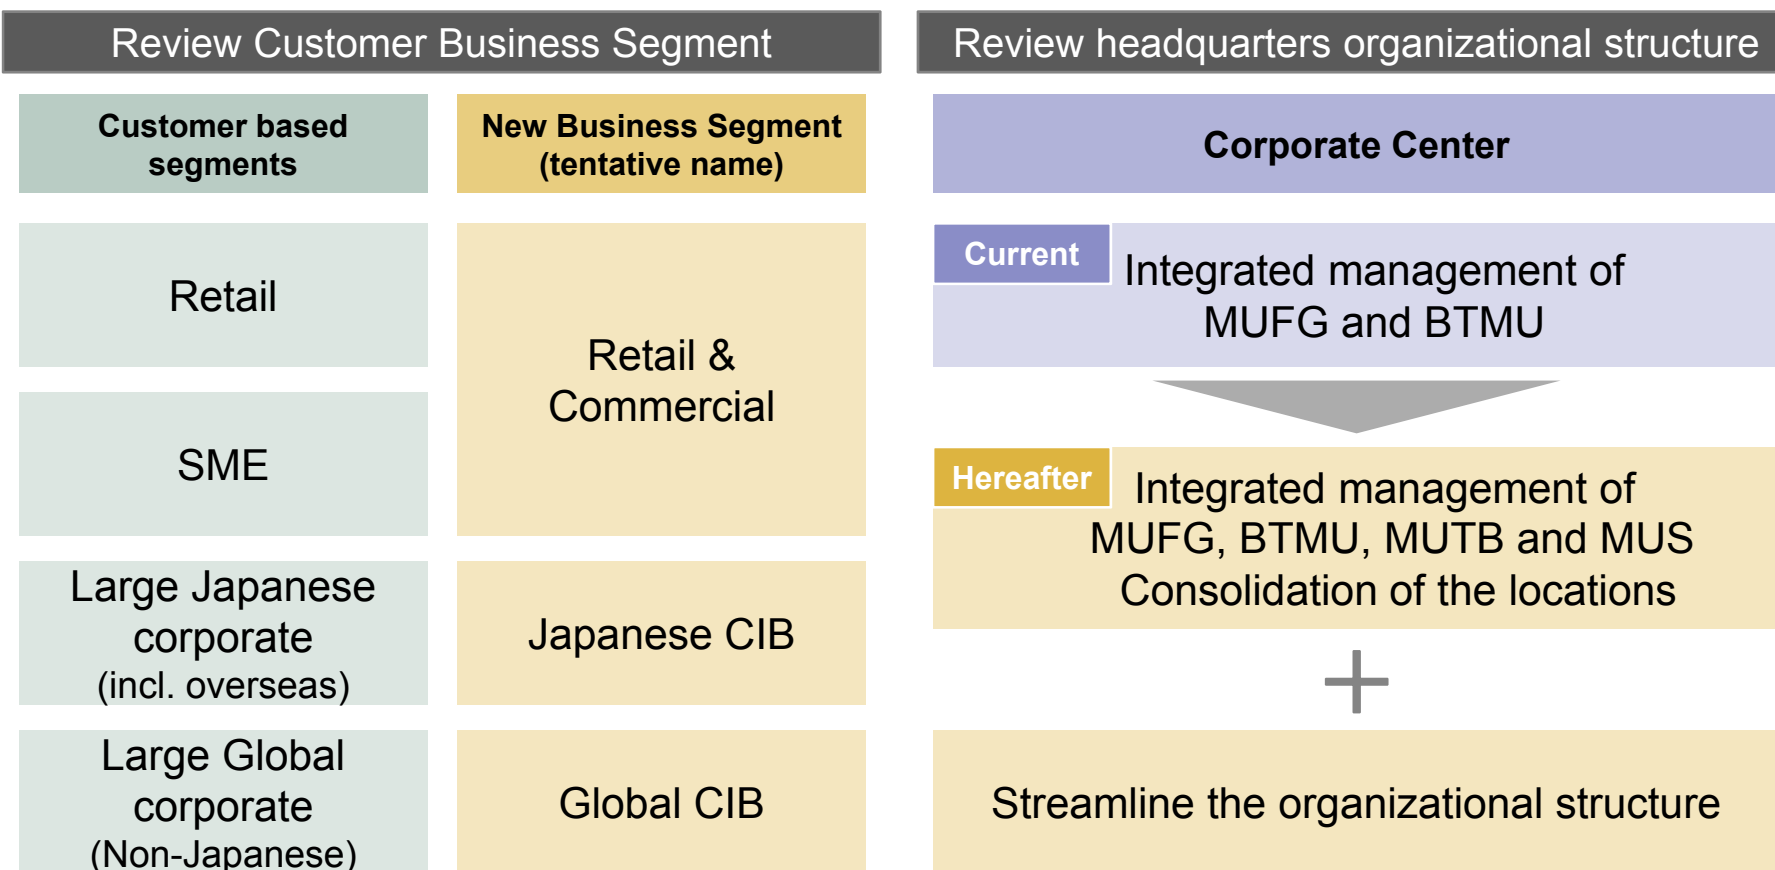 Review Customer Business Segment
Customer based
segments
New Business Segment
(tentative name)
Retail
SME
Large Japanese
corporate
(incl. overseas)
Large Global
corporate
(Non-Japanese)
Retail &
Commercial
Japanese CIB
Global CIB
Review headquarters organizational structure
Corporate Center
Current
Integrated management of
MUFG and BTMU
Hereafter
Integrated management of
MUFG, BTMU, MUTB and MUS
Consolidation of the locations
+
Streamline the organizational structure